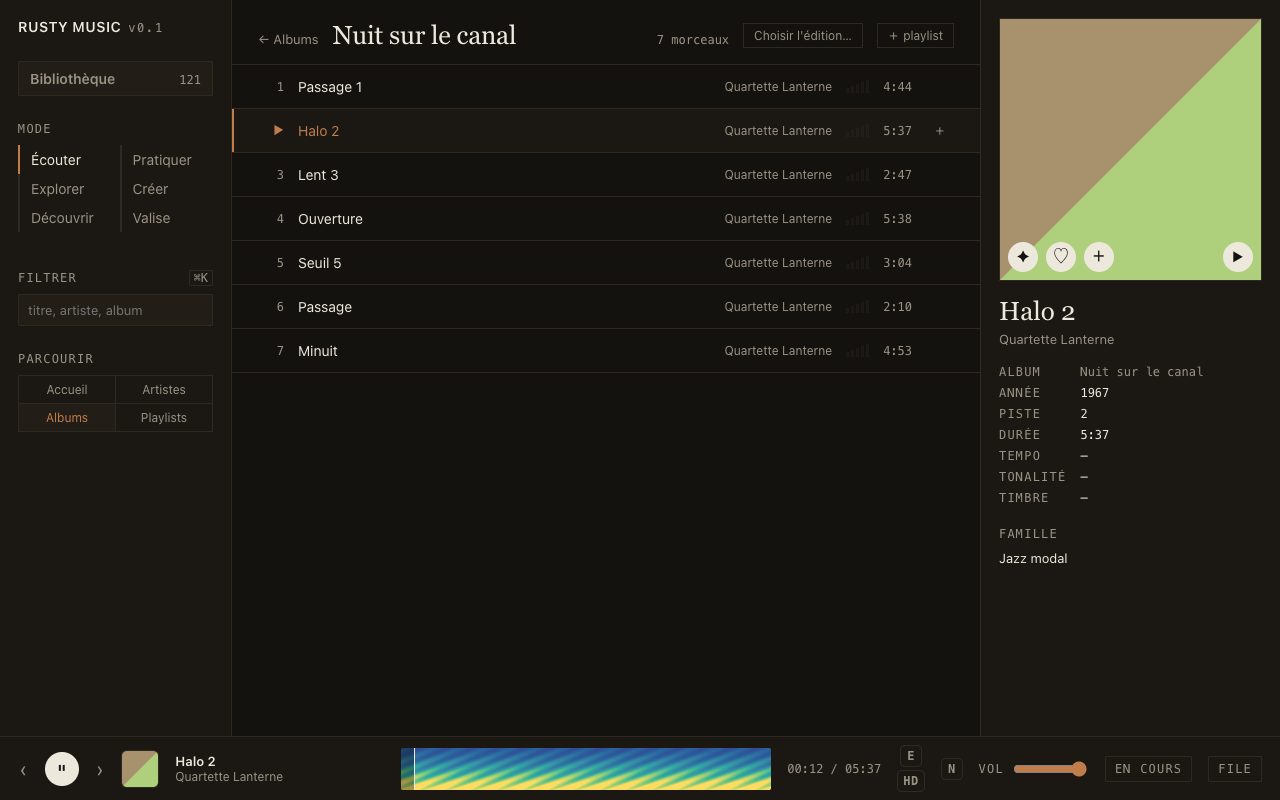 RUSTY MUSIC v0.1
Bibliothèque 121
MODE
Écouter Pratiquer
Explorer Créer
Découvrir Valise
FILTRER ⌘K
titre, artiste, album
PARCOURIR
Accueil Artistes
Albums Playlists
← Albums Nuit sur le canal 7 morceaux Choisir l'édition… + playlist
1 Passage 1 Quartette Lanterne 4:44
▶ Halo 2 Quartette Lanterne 5:37 +
3 Lent 3 Quartette Lanterne 2:47
4 Ouverture Quartette Lanterne 5:38
5 Seuil 5 Quartette Lanterne 3:04
6 Passage Quartette Lanterne 2:10
7 Minuit Quartette Lanterne 4:53
Halo 2
Quartette Lanterne
ALBUM Nuit sur le canal
ANNÉE 1967
PISTE 2
DURÉE 5:37
TEMPO —
TONALITÉ —
TIMBRE —
FAMILLE
Jazz modal
Halo 2
Quartette Lanterne
00:12 / 05:37
E
HD
N
VOL
EN COURS
FILE